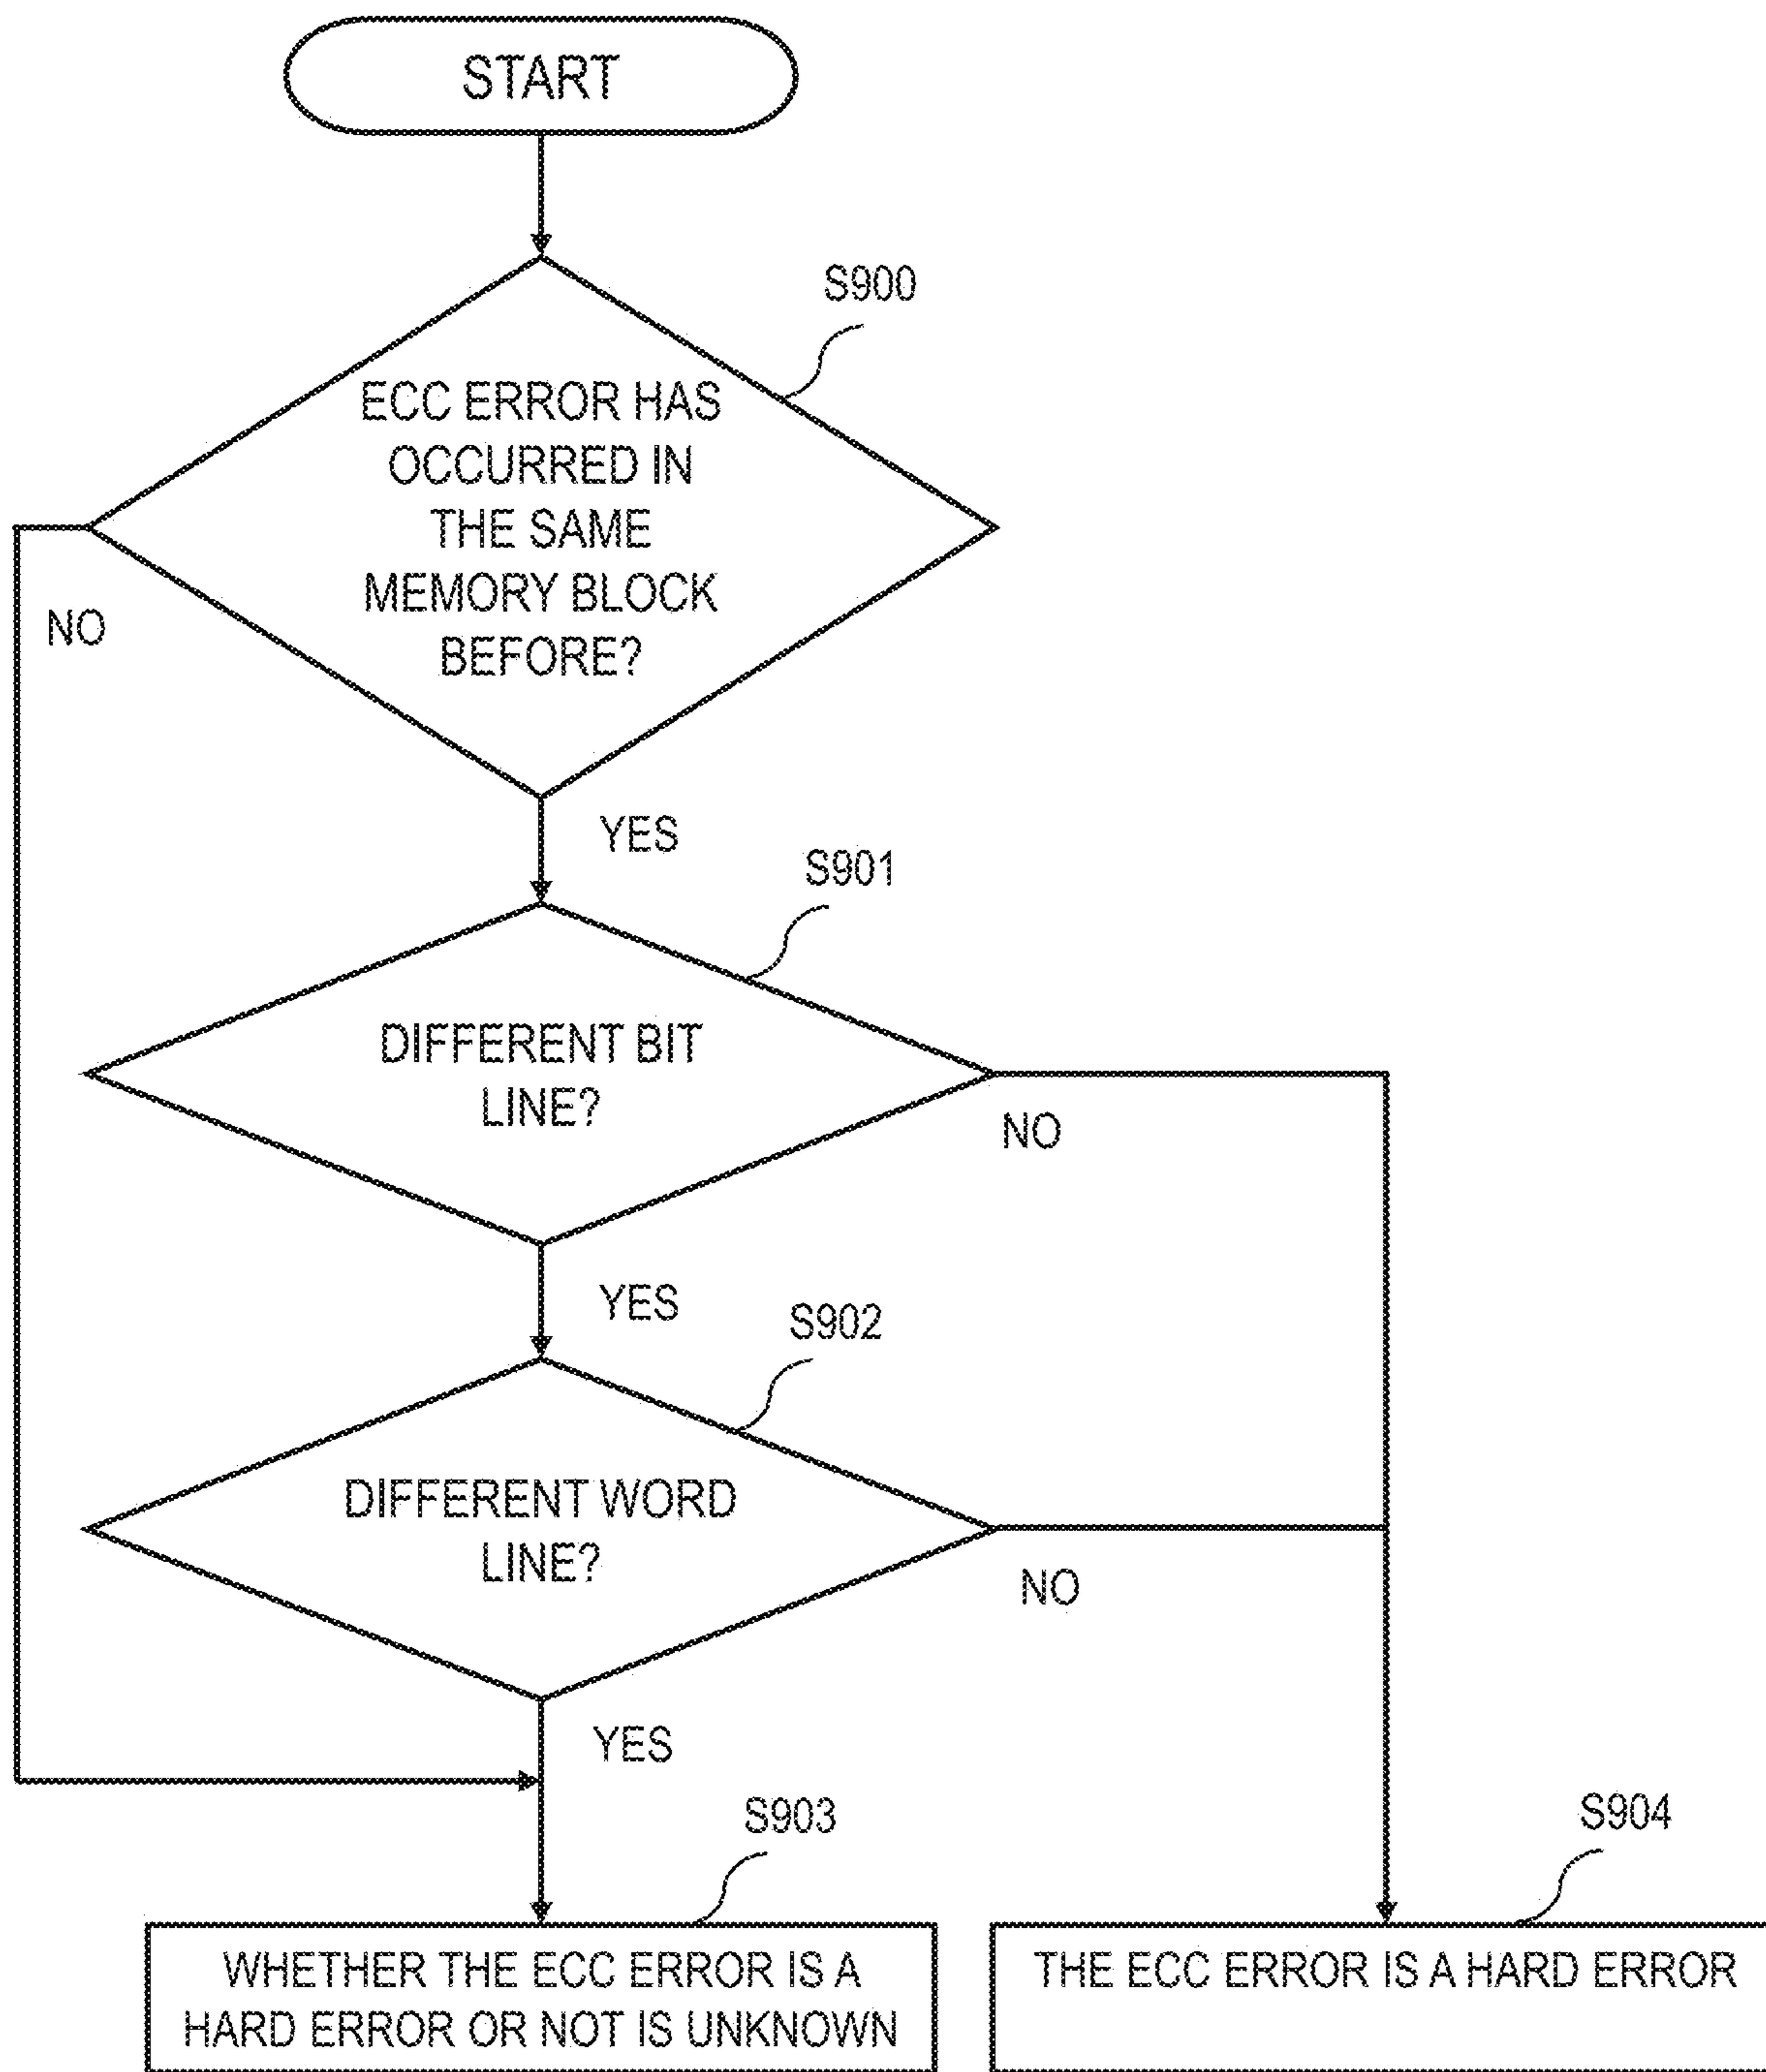 START
S900
ECC ERROR HAS
OCCURRED IN
THE SAME
MEMORY BLOCK
BEFORE?
NO
YES
S901
DIFFERENT BIT
LINE?
NO
YES
S902
DIFFERENT WORD
LINE?
NO
YES
S903
S904
WHETHER THE ECC ERROR IS A
HARD ERROR OR NOT IS UNKNOWN
THE ECC ERROR IS A HARD ERROR